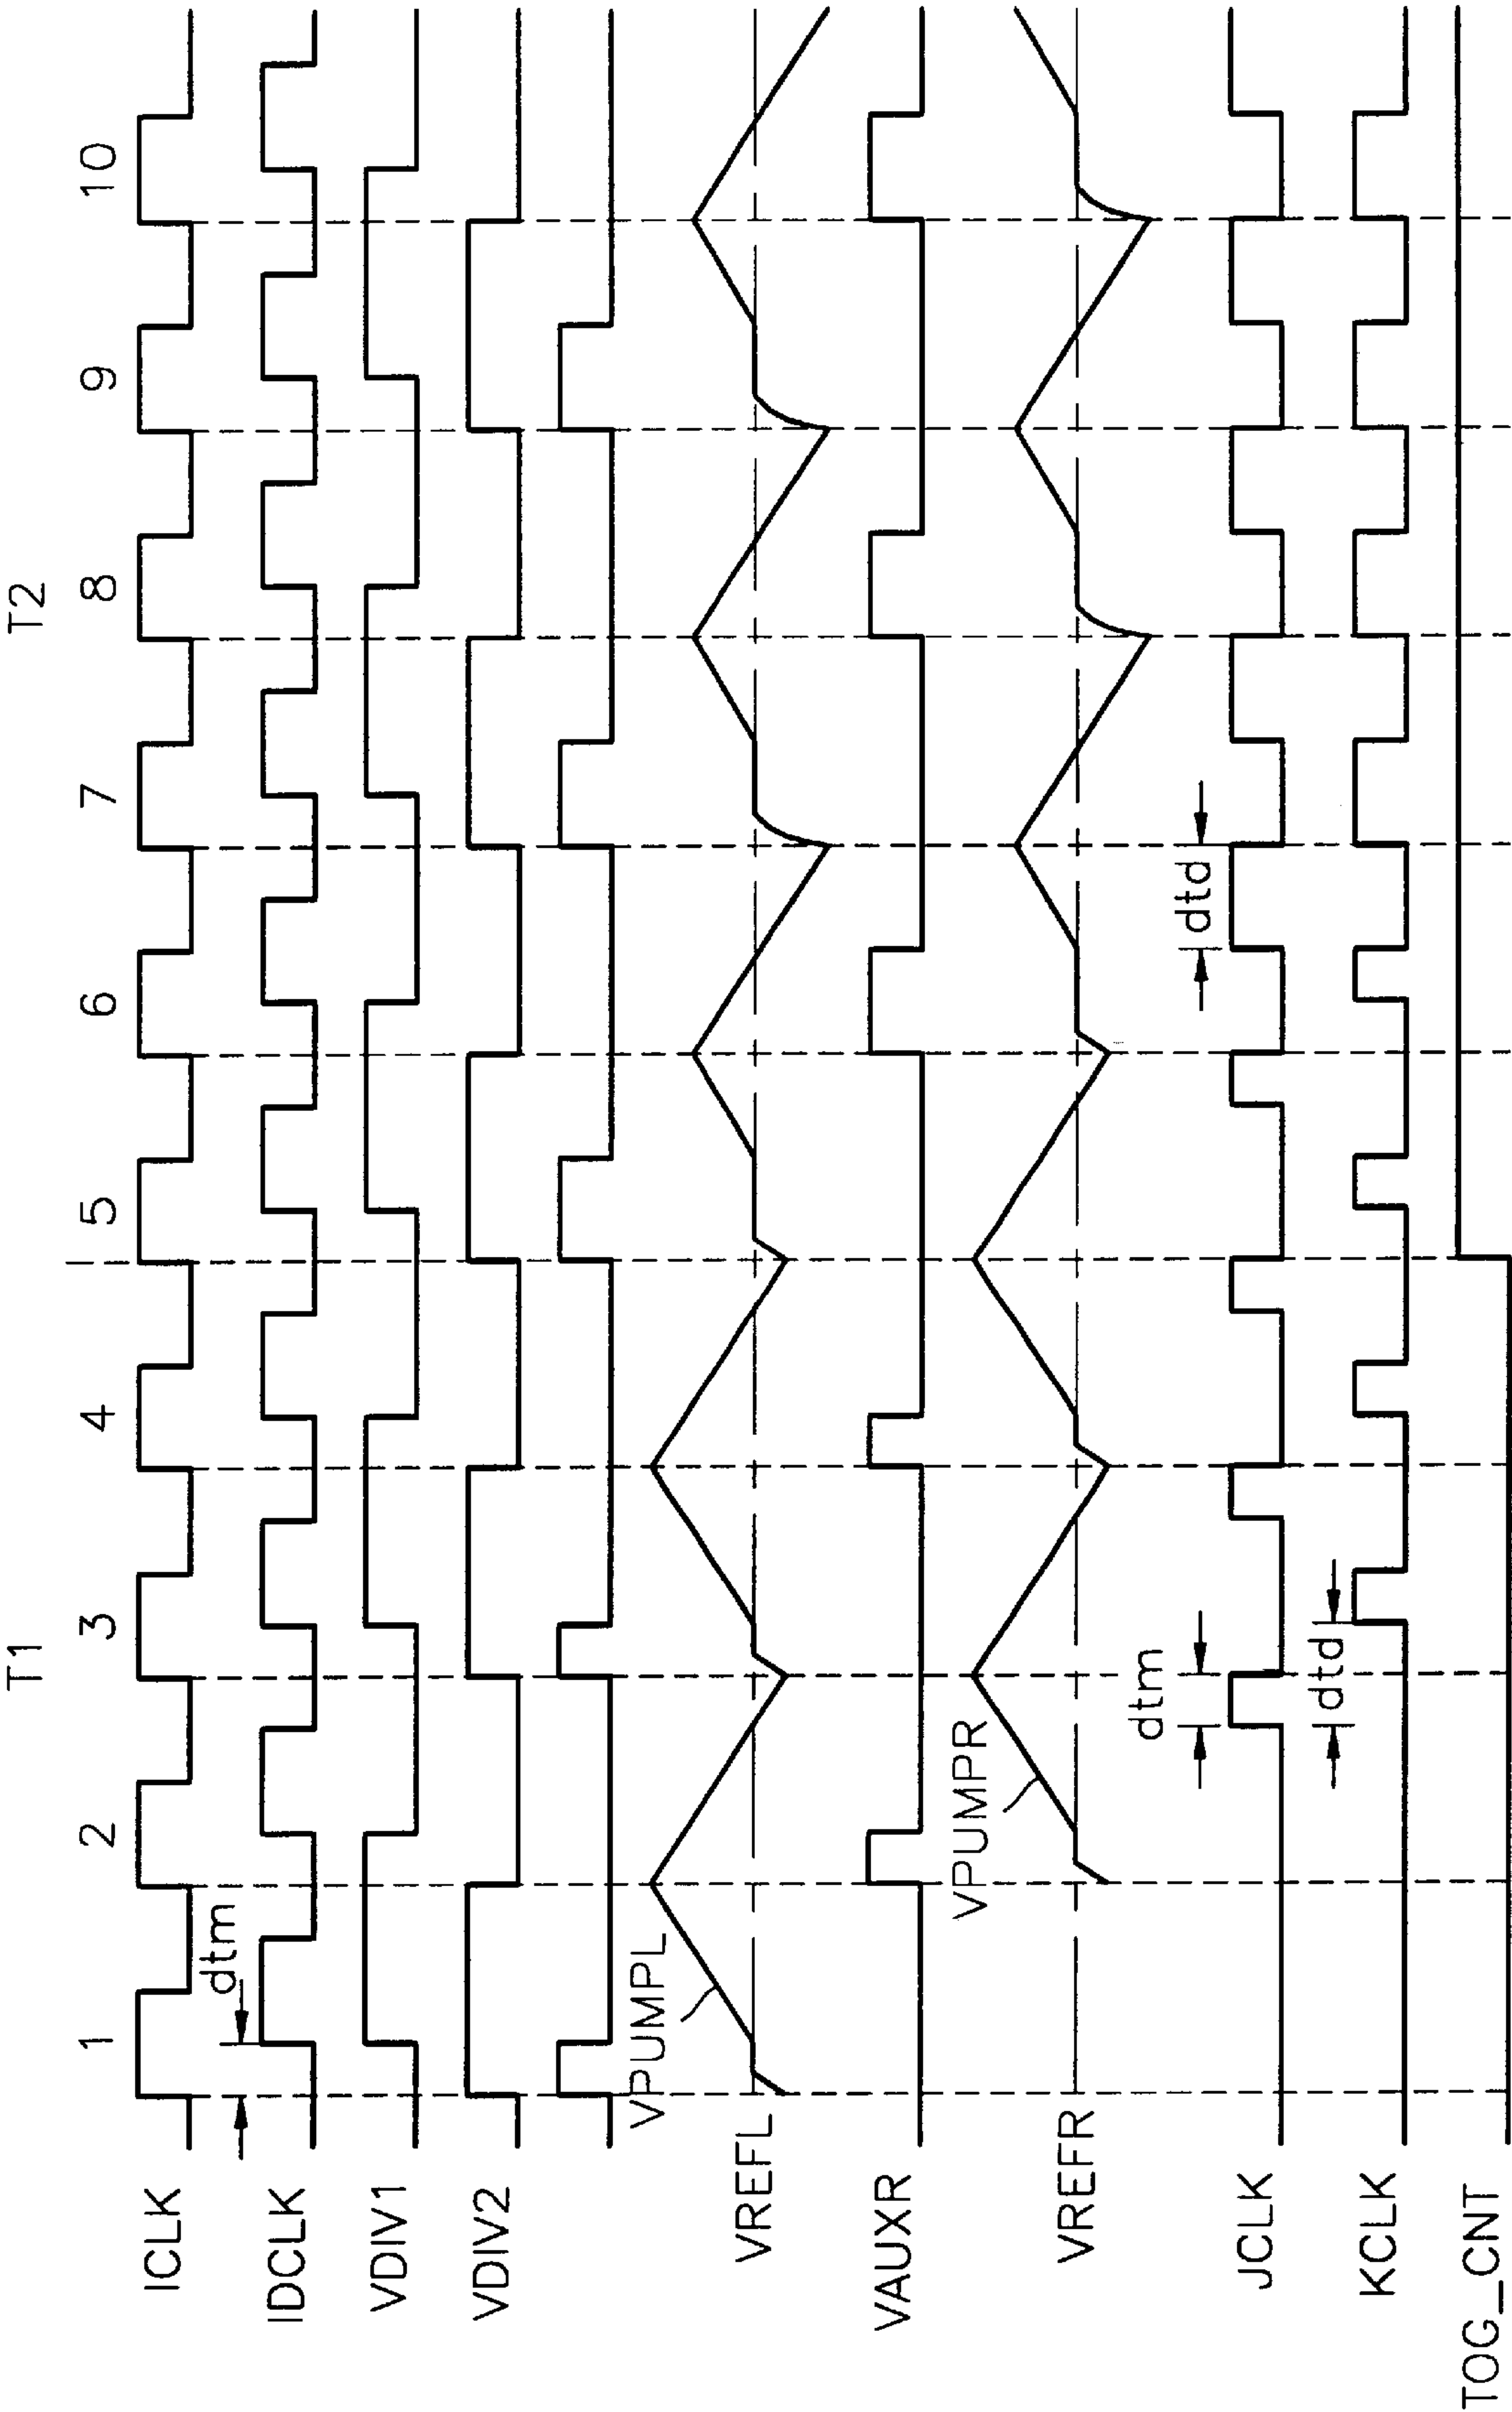 T1 T2
1 2 3 4 5 6 7 8 9 10
ICLK
dtm
IDCLK
VDIV1
VDIV2
VPUMPL
VREFL
VAUXR
VPUMPR
VREFR
dtm
dtd
JCLK
dtd
KCLK
TOG_CNT